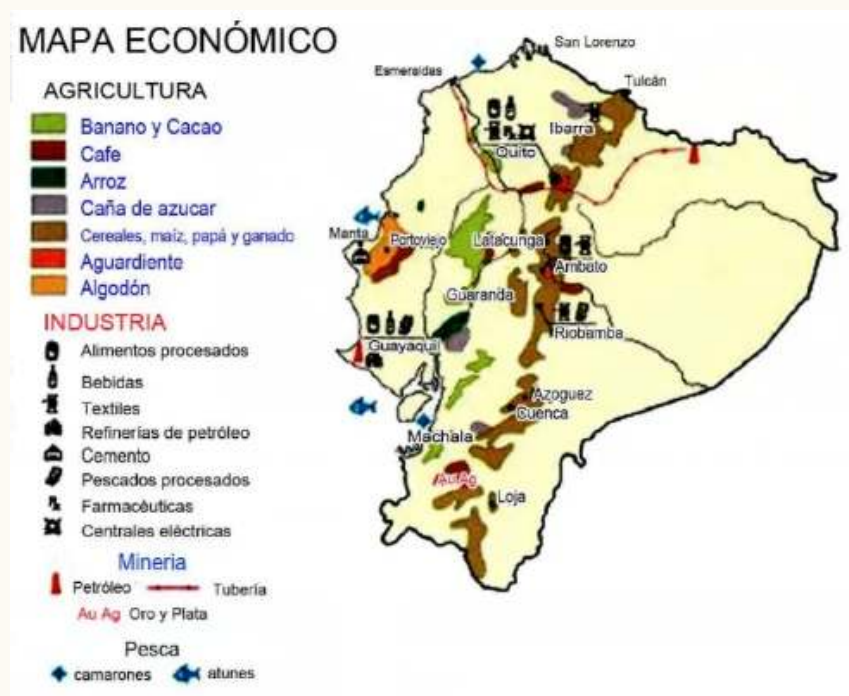 MAPA ECONÓMICO
AGRICULTURA
Banano y Cacao
Cafe
Arroz
Caña de azucar
Cereales, maíz, papá y ganado
Aguardiente
Algodón
INDUSTRIA
Alimentos procesados
Bebidas
Textiles
Refinerías de petróleo
Cemento
Pescados procesados
Farmacéuticas
Centrales eléctricas
Mineria
Petróleo
Tubería
Au Ag Oro y Plata
Pesca
camarones
atunes
San Lorenzo
Esmeraldas
Tulcán
Ibarra
Quito
Manta
Portoviejo
Latacunga
Ambato
Guaranda
Riobamba
Guayaquil
Azoguez
Cuenca
Machala
Au Ag
Loja